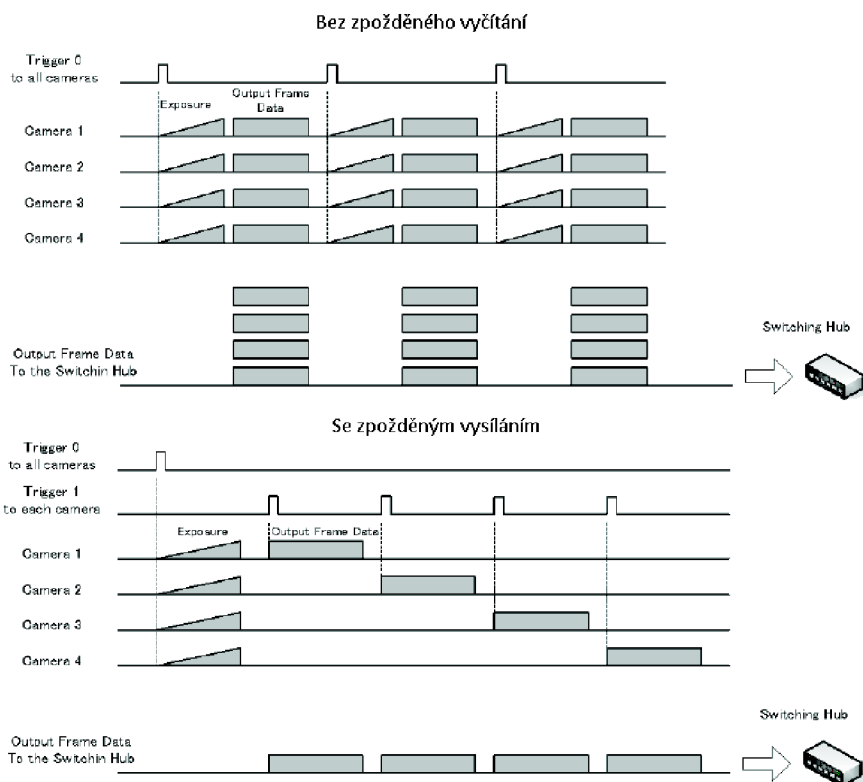 Bez zpožděného vyčítání
Trigger 0
to all cameras
Exposure
Output Frame
Data
Camera 1
Camera 2
Camera 3
Camera 4
Switching Hub
Output Frame Data
To the Switchin Hub
Se zpožděným vysíláním
Trigger 0
to all cameras
Trigger 1
to each camera
Exposure
Output Frame Data
Camera 1
Camera 2
Camera 3
Camera 4
Switching Hub
Output Frame Data
To the Switchin Hub